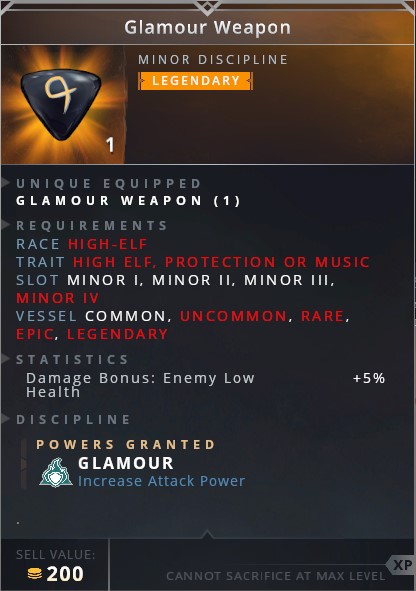 Glamour Weapon
MINOR DISCIPLINE
LEGENDARY
1
UNIQUE EQUIPPED
GLAMOUR WEAPON (1)
REQUIREMENTS
RACE HIGH-ELF
TRAIT HIGH ELF, PROTECTION OR MUSIC
SLOT MINOR I, MINOR II, MINOR III,
MINOR IV
VESSEL COMMON, UNCOMMON, RARE,
EPIC, LEGENDARY
STATISTICS
Damage Bonus: Enemy Low +5%
Health
DISCIPLINE
POWERS GRANTED
GLAMOUR
Increase Attack Power
.
SELL VALUE:
200
XP
CANNOT SACRIFICE AT MAX LEVEL